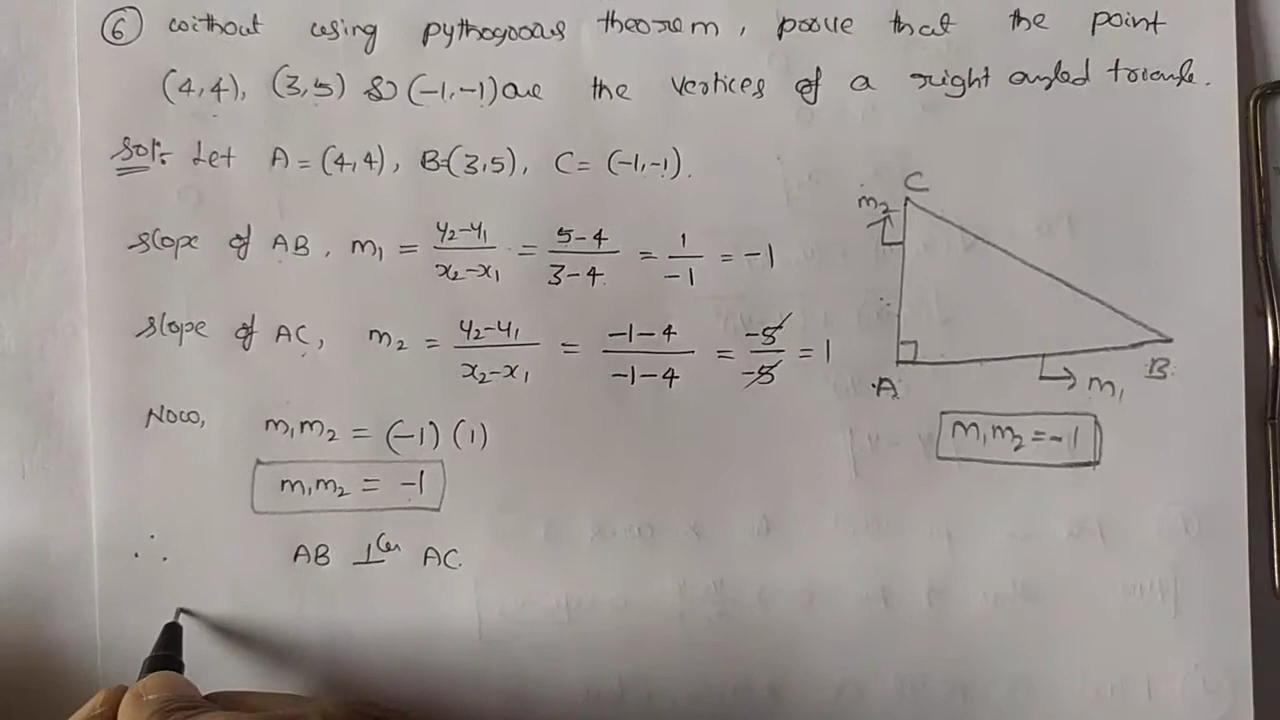 ⑥ without using pythogoras theorem, prove that the point
(4,4), (3,5) & (-1,-1) are the vertices of a right angled triangle.
Sol:- Let A = (4,4), B=(3,5), C = (-1,-1).
slope of AB, m₁ = y₂-y₁/x₂-x₁ = 5-4/3-4 = 1/-1 = -1
slope of AC, m₂ = y₂-y₁/x₂-x₁ = -1-4/-1-4 = -5/-5 = 1
Now, m₁m₂ = (-1) (1)
m₁m₂ = -1
∴ AB ⊥ AC.
C
m₂
A
B
m₁
m₁m₂ = -1